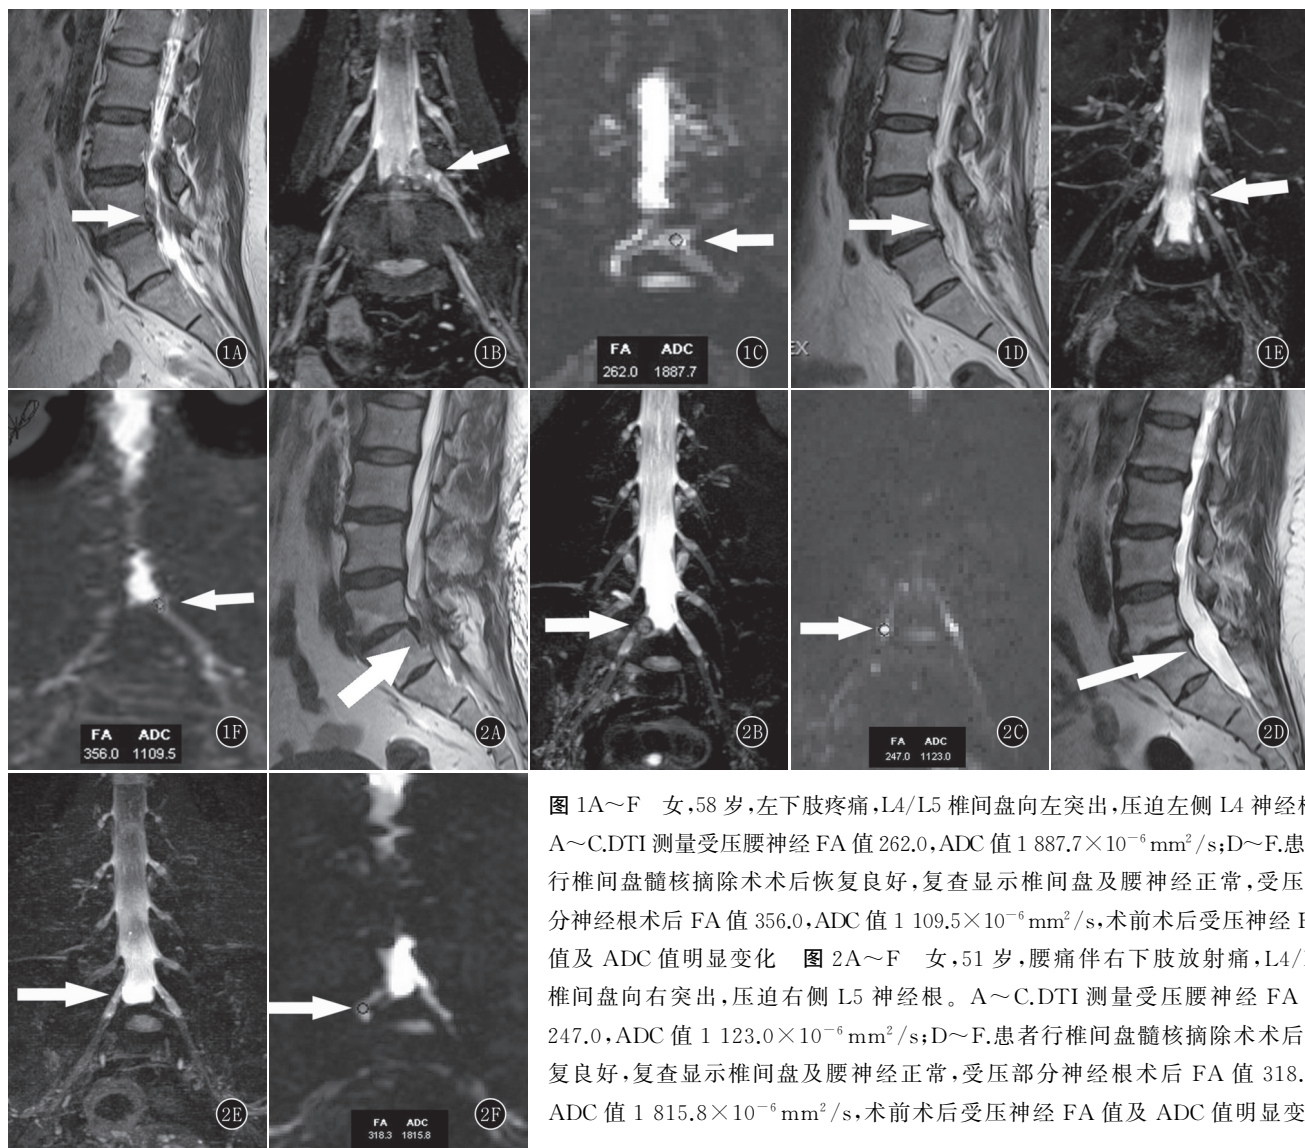 1A
1B
FA ADC
262.0 1887.7
1C
EX
1D
1E
FA ADC
356.0 1109.5
1F
2A
2B
FA ADC
247.0 1123.0
2C
2D
2E
FA ADC
318.3 1815.8
2F
图 1A～F 女,58 岁,左下肢疼痛,L4/L5 椎间盘向左突出,压迫左侧 L4 神经
A～C.DTI 测量受压腰神经 FA 值 262.0,ADC 值 1 887.7×10⁻⁶ mm²/s;D～F.患
行椎间盘髓核摘除术术后恢复良好,复查显示椎间盘及腰神经正常,受压
分神经根术后 FA 值 356.0,ADC 值 1 109.5×10⁻⁶ mm²/s,术前术后受压神经
值及 ADC 值明显变化 图 2A～F 女,51 岁,腰痛伴右下肢放射痛,L4/
椎间盘向右突出,压迫右侧 L5 神经根。A～C.DTI 测量受压腰神经 FA
247.0,ADC 值 1 123.0×10⁻⁶ mm²/s;D～F.患者行椎间盘髓核摘除术术后
复良好,复查显示椎间盘及腰神经正常,受压部分神经根术后 FA 值 318.
ADC 值 1 815.8×10⁻⁶ mm²/s,术前术后受压神经 FA 值及 ADC 值明显变